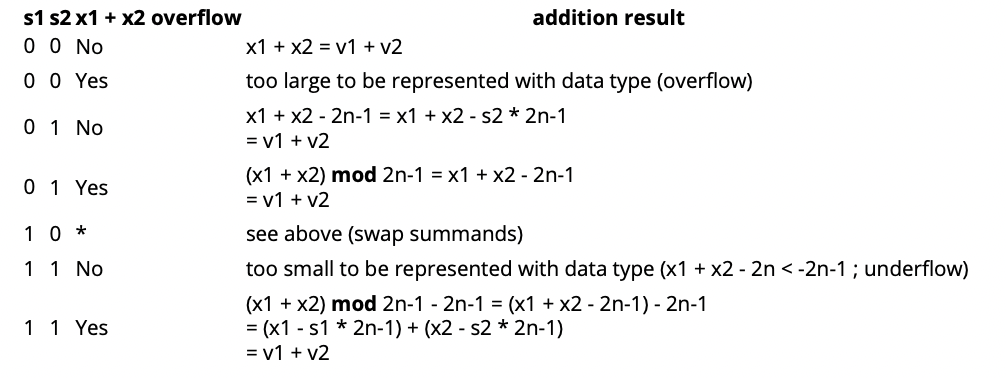 s1 s2 x1 + x2 overflow addition result
0 0 No x1 + x2 = v1 + v2
0 0 Yes too large to be represented with data type (overflow)
0 1 No x1 + x2 - 2n-1 = x1 + x2 - s2 * 2n-1
= v1 + v2
0 1 Yes (x1 + x2) mod 2n-1 = x1 + x2 - 2n-1
= v1 + v2
1 0 * see above (swap summands)
1 1 No too small to be represented with data type (x1 + x2 - 2n < -2n-1 ; underflow)
(x1 + x2) mod 2n-1 - 2n-1 = (x1 + x2 - 2n-1) - 2n-1
1 1 Yes = (x1 - s1 * 2n-1) + (x2 - s2 * 2n-1)
= v1 + v2